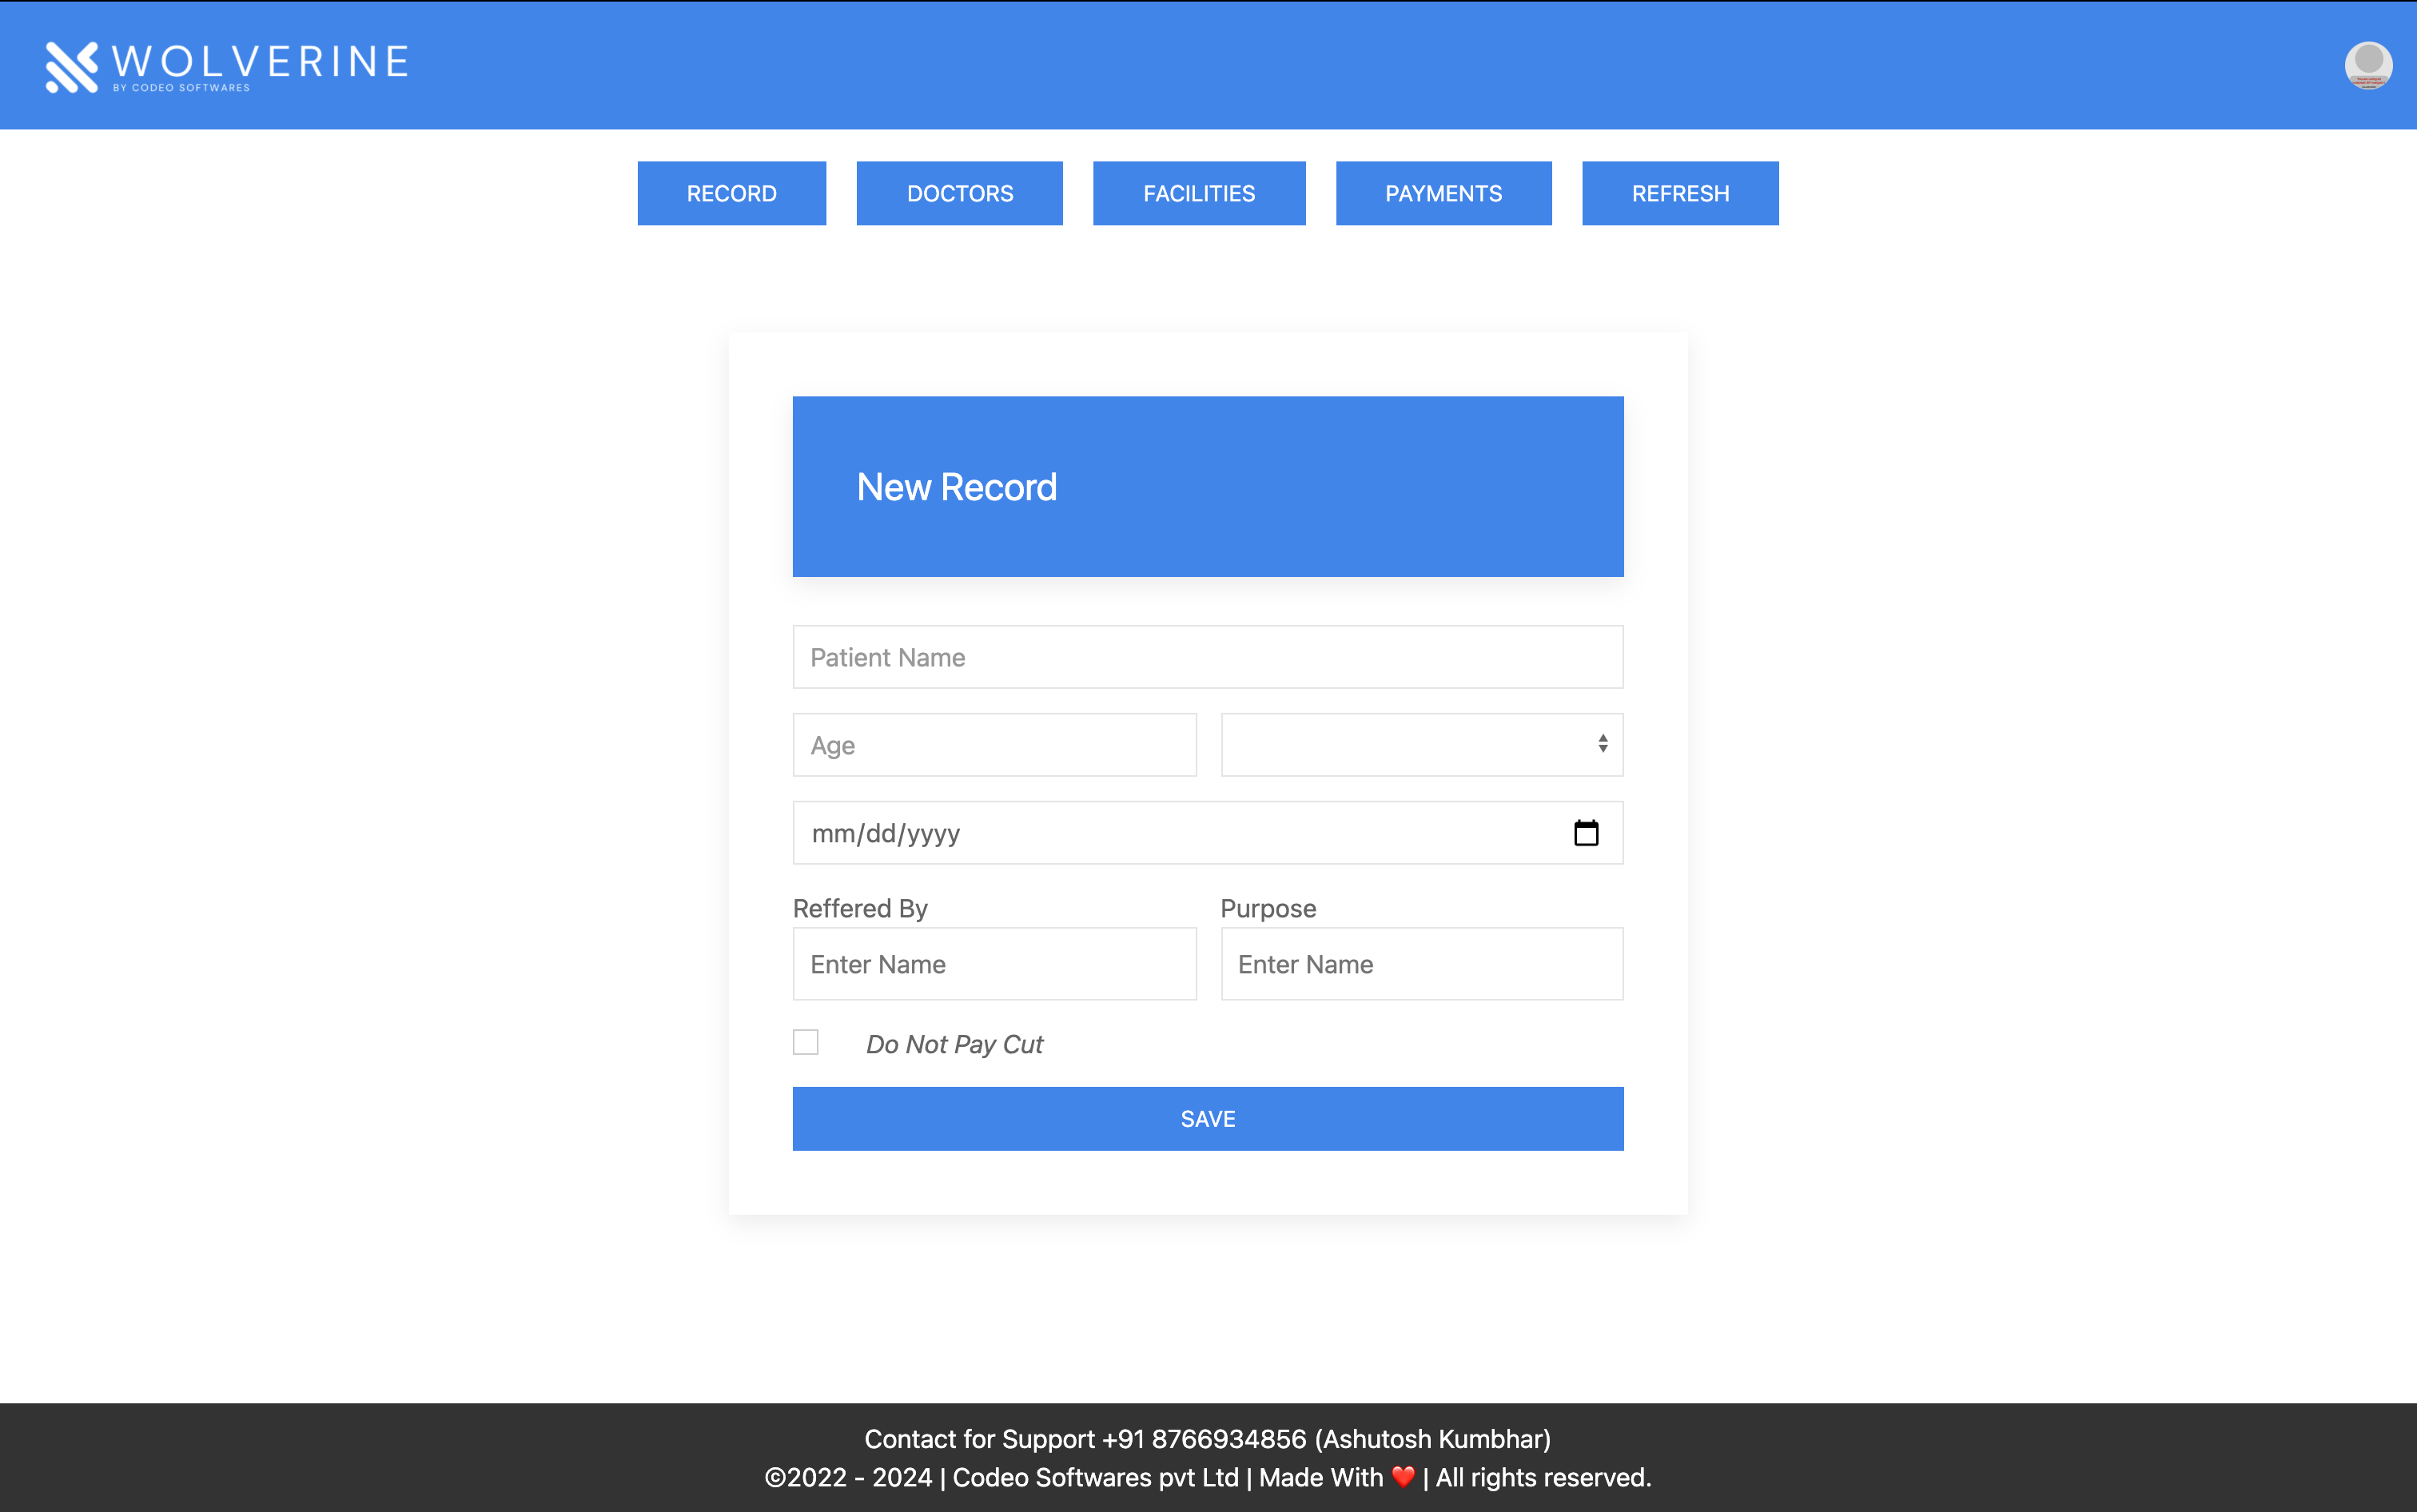 WOLVERINE
BY CODEO SOFTWARES
RECORD DOCTORS FACILITIES PAYMENTS REFRESH
New Record
Patient Name
Age
mm/dd/yyyy
Reffered By Purpose
Enter Name Enter Name
Do Not Pay Cut
SAVE
Contact for Support +91 8766934856 (Ashutosh Kumbhar)
©2022 - 2024 | Codeo Softwares pvt Ltd | Made With ❤️ | All rights reserved.